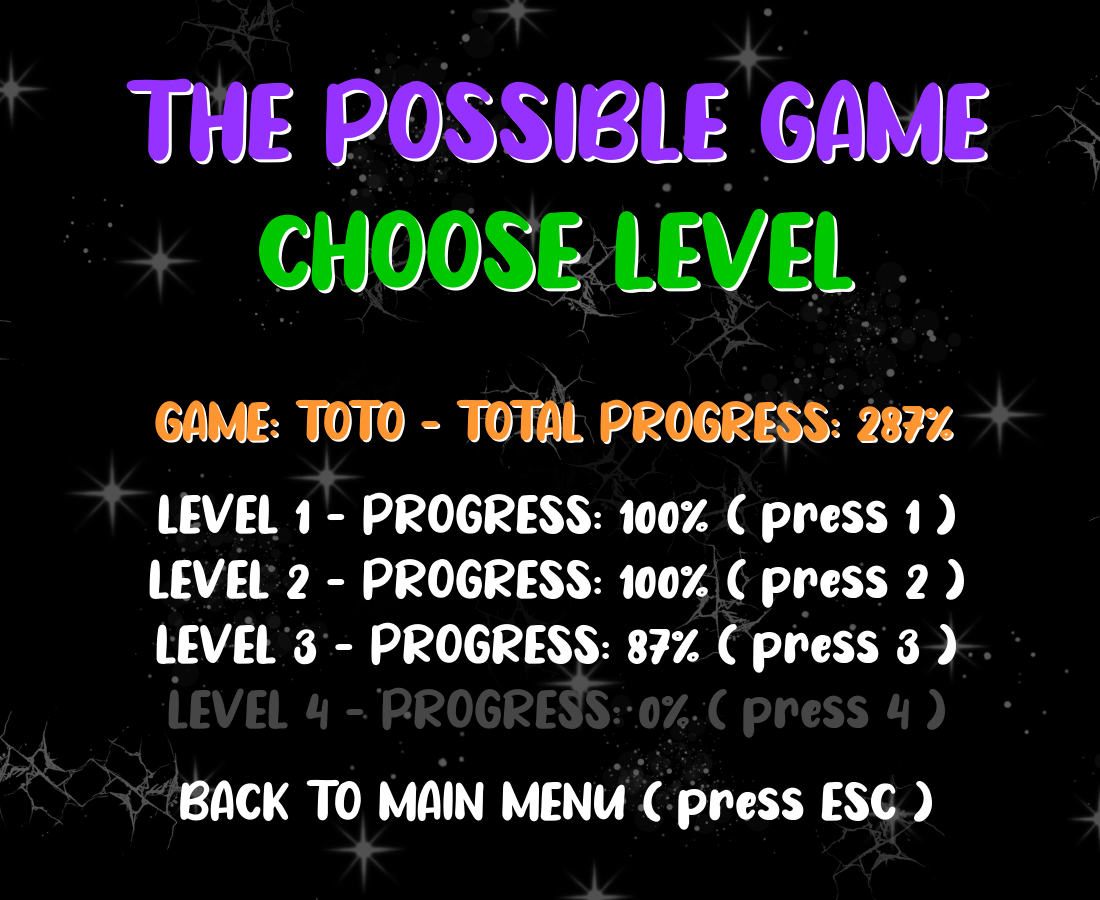 THE POSSIBLE GAME
CHOOSE LEVEL
GAME: TOTO - TOTAL PROGRESS: 287%
LEVEL 1 - PROGRESS: 100% ( press 1 )
LEVEL 2 - PROGRESS: 100% ( press 2 )
LEVEL 3 - PROGRESS: 87% ( press 3 )
LEVEL 4 - PROGRESS: 0% ( press 4 )
BACK TO MAIN MENU ( press ESC )